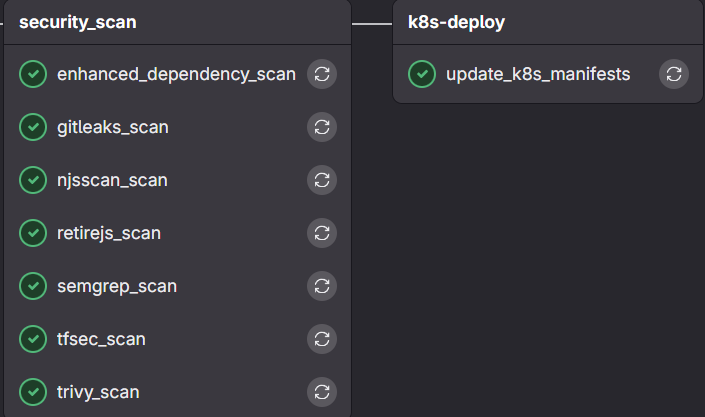 security_scan
enhanced_dependency_scan
gitleaks_scan
njsscan_scan
retirejs_scan
semgrep_scan
tfsec_scan
trivy_scan
k8s-deploy
update_k8s_manifests